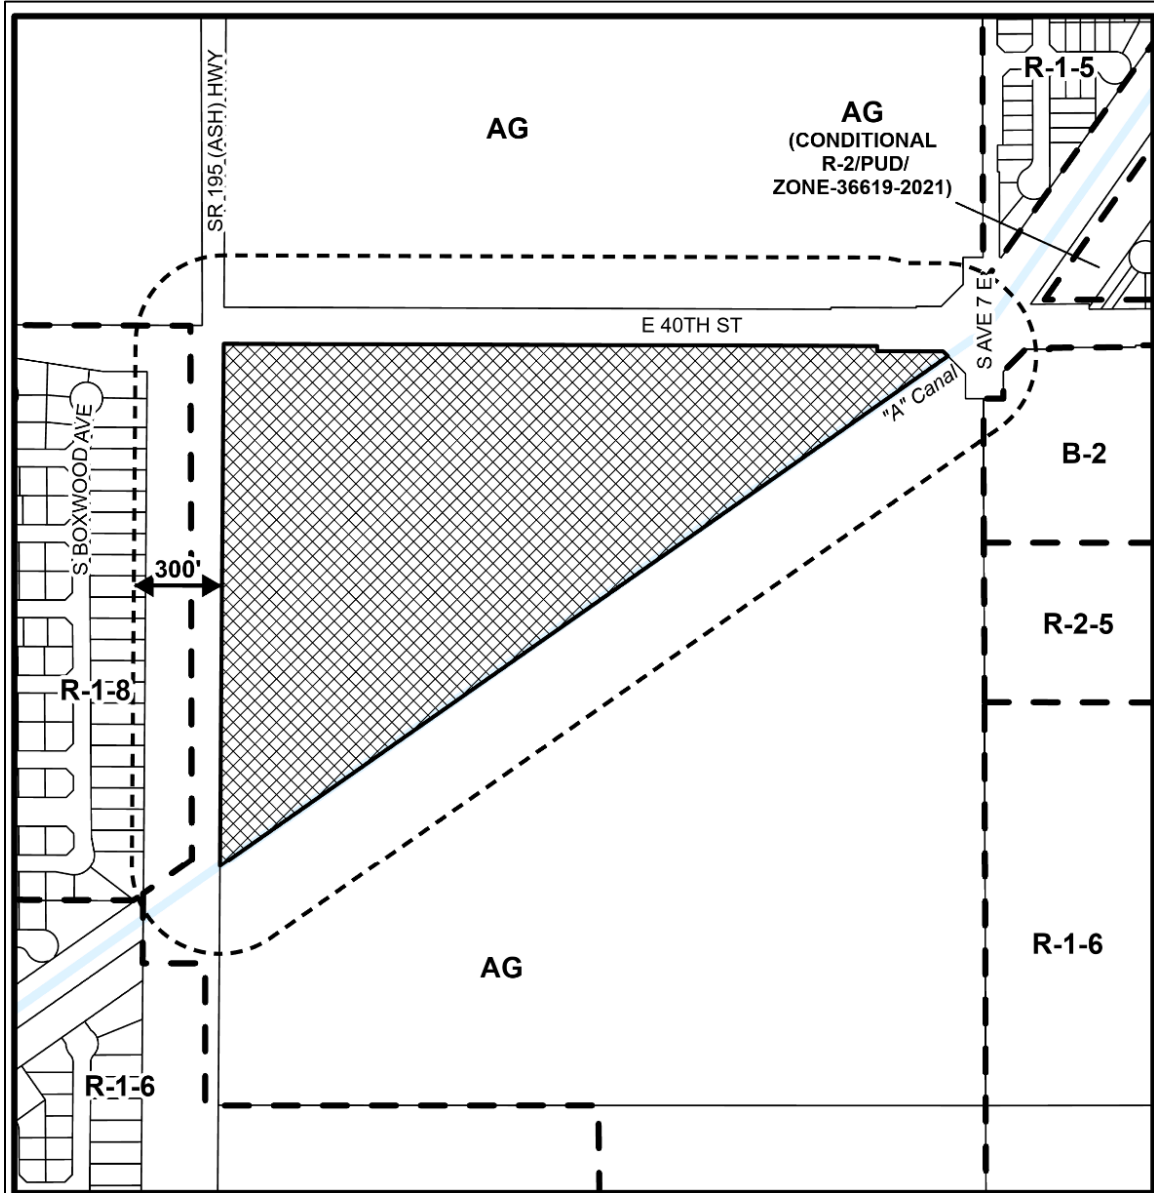 R-1-5
SR 195 (ASH) HWY
AG
AG
(CONDITIONAL
R-2/PUD/
ZONE-36619-2021)
E 40TH ST
S AVE 7 E
"A" Canal
S BOXWOOD AVE
B-2
300'
R-2-5
R-1-8
R-1-6
AG
R-1-6